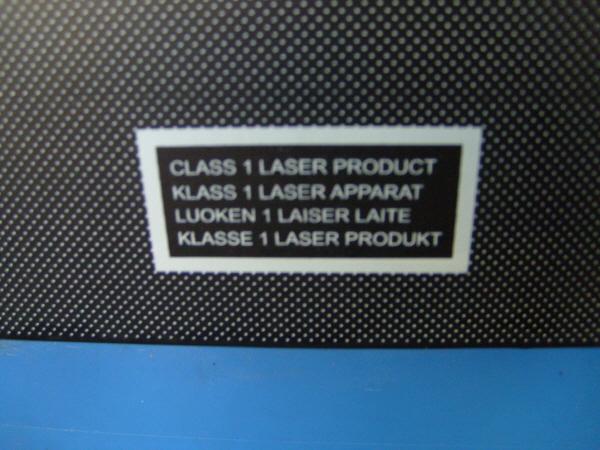 CLASS 1 LASER PRODUCT
KLASS 1 LASER APPARAT
LUOKEN 1 LAISER LAITE
KLASSE 1 LASER PRODUKT